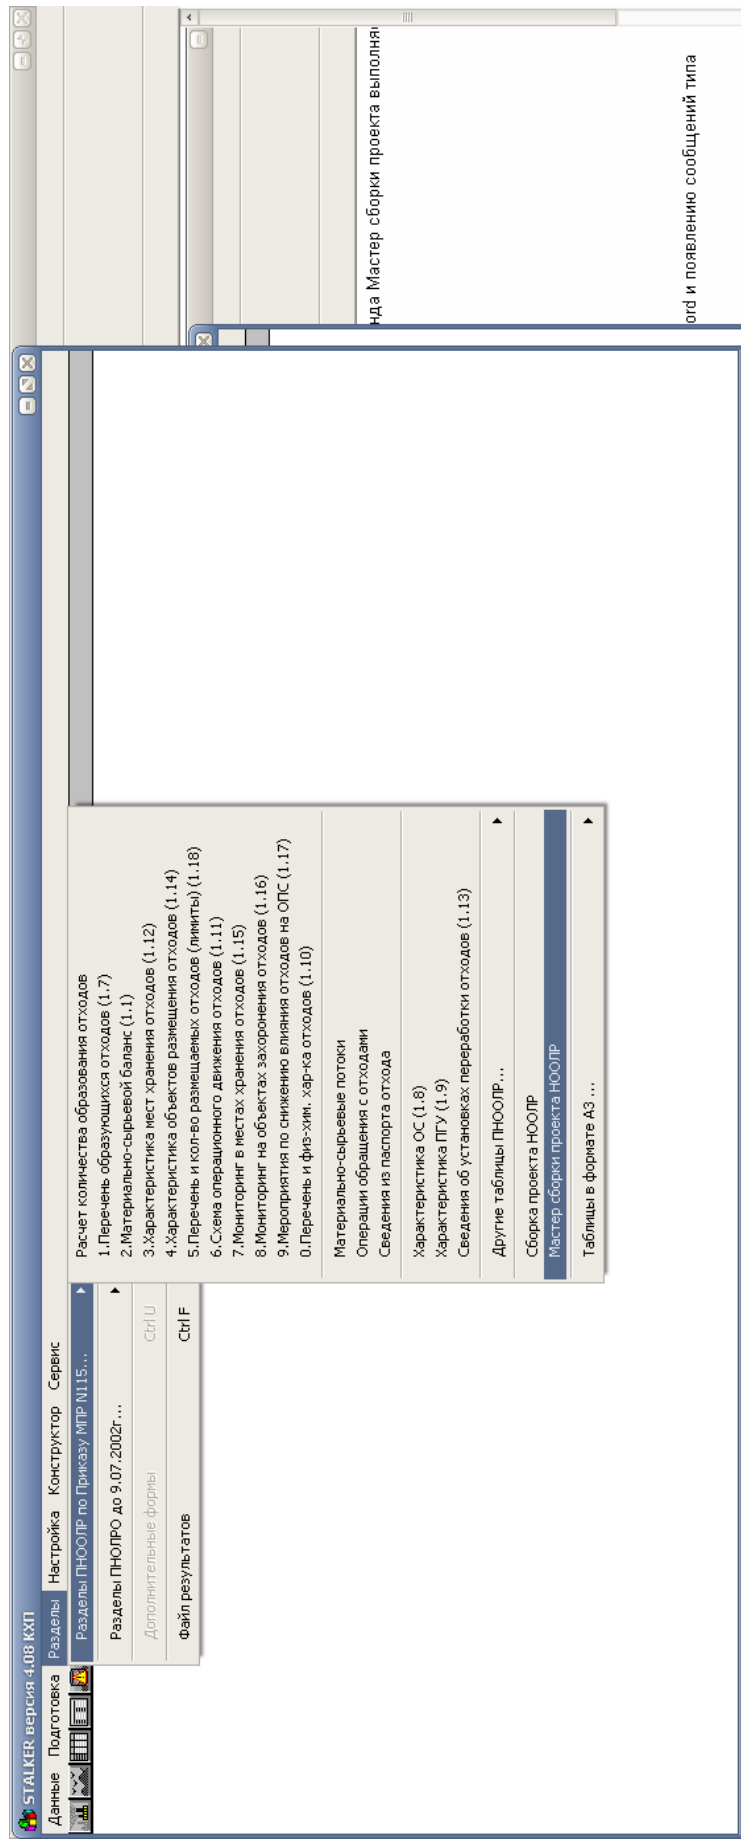 STALKER версия 4.08 КХП
Данные Подготовка Разделы Настройка Конструктор Сервис
Разделы ПНООЛР по Приказу МПР N115...
Разделы ПНОЛРО до 9.07.2002г...
Дополнительные формы Ctrl U
Файл результатов Ctrl F
Расчет количества образования отходов
1.Перечень образующихся отходов (1.7)
2.Материально-сырьевой баланс (1.1)
3.Характеристика мест хранения отходов (1.12)
4.Характеристика объектов размещения отходов (1.14)
5.Перечень и кол-во размещаемых отходов (лимиты) (1.18)
6.Схема операционного движения отходов (1.11)
7.Мониторинг в местах хранения отходов (1.15)
8.Мониторинг на объектах захоронения отходов (1.16)
9.Мероприятия по снижению влияния отходов на ОПС (1.17)
0.Перечень и физ-хим. хар-ка отходов (1.10)
Материально-сырьевые потоки
Операции обращения с отходами
Сведения из паспорта отхода
Характеристика ОС (1.8)
Характеристика ПГУ (1.9)
Сведения об установках переработки отходов (1.13)
Другие таблицы ПНООЛР...
Сборка проекта НООЛР
Мастер сборки проекта НООЛР
Таблицы в формате А3 ...
нда Мастер сборки проекта выполня
ord и появлению сообщений типа